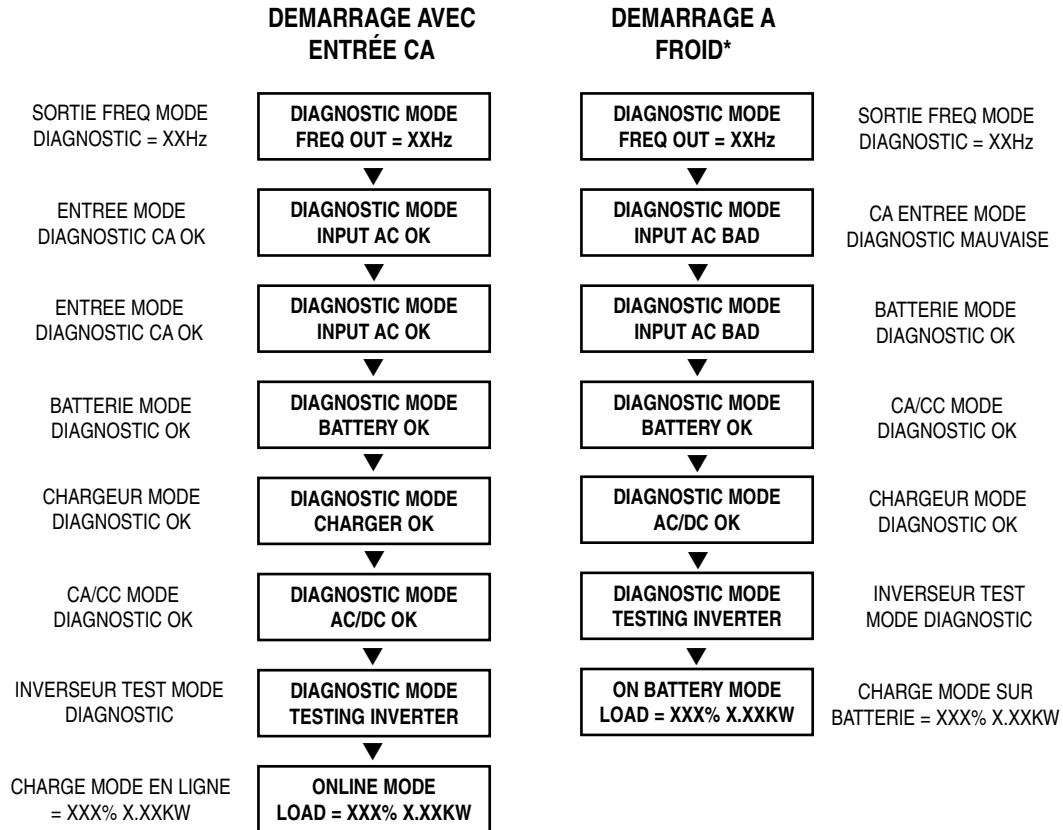 DEMARRAGE AVEC
ENTRÉE CA
DEMARRAGE A
FROID*
SORTIE FREQ MODE
DIAGNOSTIC = XXHz
DIAGNOSTIC MODE
FREQ OUT = XXHz
DIAGNOSTIC MODE
FREQ OUT = XXHz
SORTIE FREQ MODE
DIAGNOSTIC = XXHz
ENTREE MODE
DIAGNOSTIC CA OK
DIAGNOSTIC MODE
INPUT AC OK
DIAGNOSTIC MODE
INPUT AC BAD
CA ENTREE MODE
DIAGNOSTIC MAUVAISE
ENTREE MODE
DIAGNOSTIC CA OK
DIAGNOSTIC MODE
INPUT AC OK
DIAGNOSTIC MODE
INPUT AC BAD
BATTERIE MODE
DIAGNOSTIC OK
BATTERIE MODE
DIAGNOSTIC OK
DIAGNOSTIC MODE
BATTERY OK
DIAGNOSTIC MODE
BATTERY OK
CA/CC MODE
DIAGNOSTIC OK
CHARGEUR MODE
DIAGNOSTIC OK
DIAGNOSTIC MODE
CHARGER OK
DIAGNOSTIC MODE
AC/DC OK
CHARGEUR MODE
DIAGNOSTIC OK
CA/CC MODE
DIAGNOSTIC OK
DIAGNOSTIC MODE
AC/DC OK
DIAGNOSTIC MODE
TESTING INVERTER
INVERSEUR TEST
MODE DIAGNOSTIC
INVERSEUR TEST MODE
DIAGNOSTIC
DIAGNOSTIC MODE
TESTING INVERTER
ON BATTERY MODE
LOAD = XXX% X.XXKW
CHARGE MODE SUR
BATTERIE = XXX% X.XXKW
CHARGE MODE EN LIGNE
= XXX% X.XXKW
ONLINE MODE
LOAD = XXX% X.XXKW